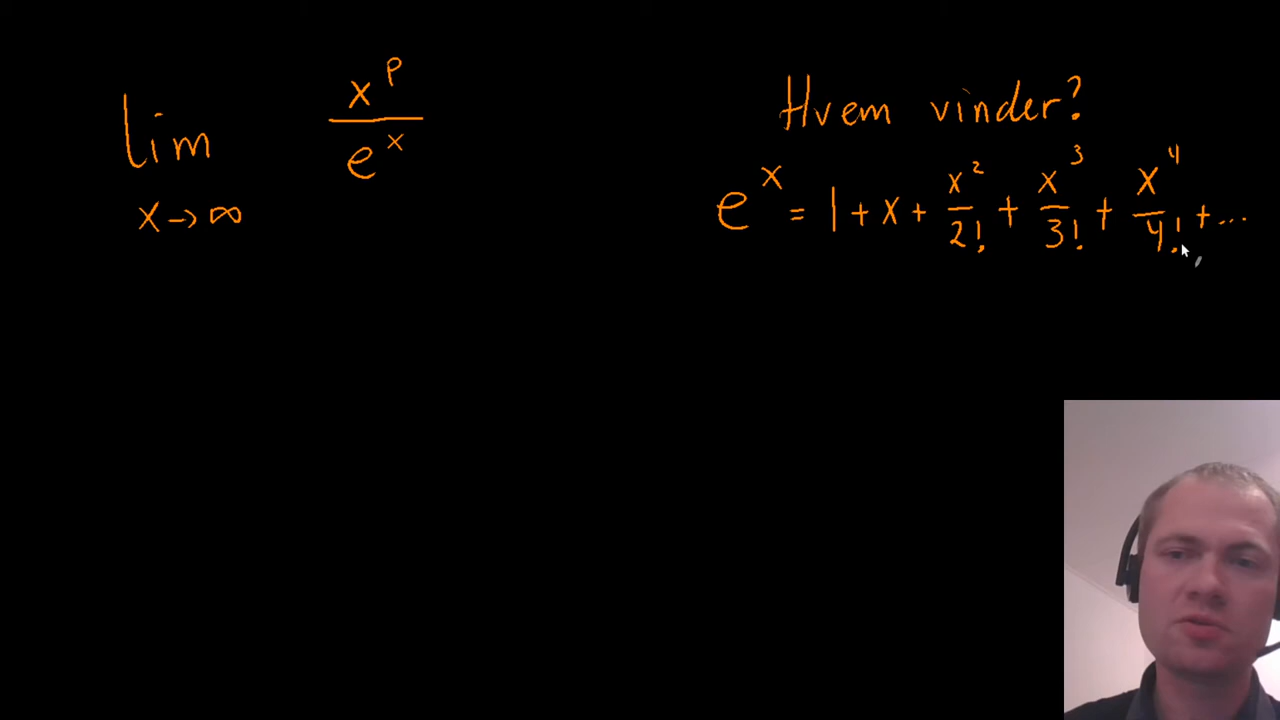 lim x→∞ x^p / e^x
Hvem vinder?
e^x = 1 + x + x^2/2! + x^3/3! + x^4/4! + ...